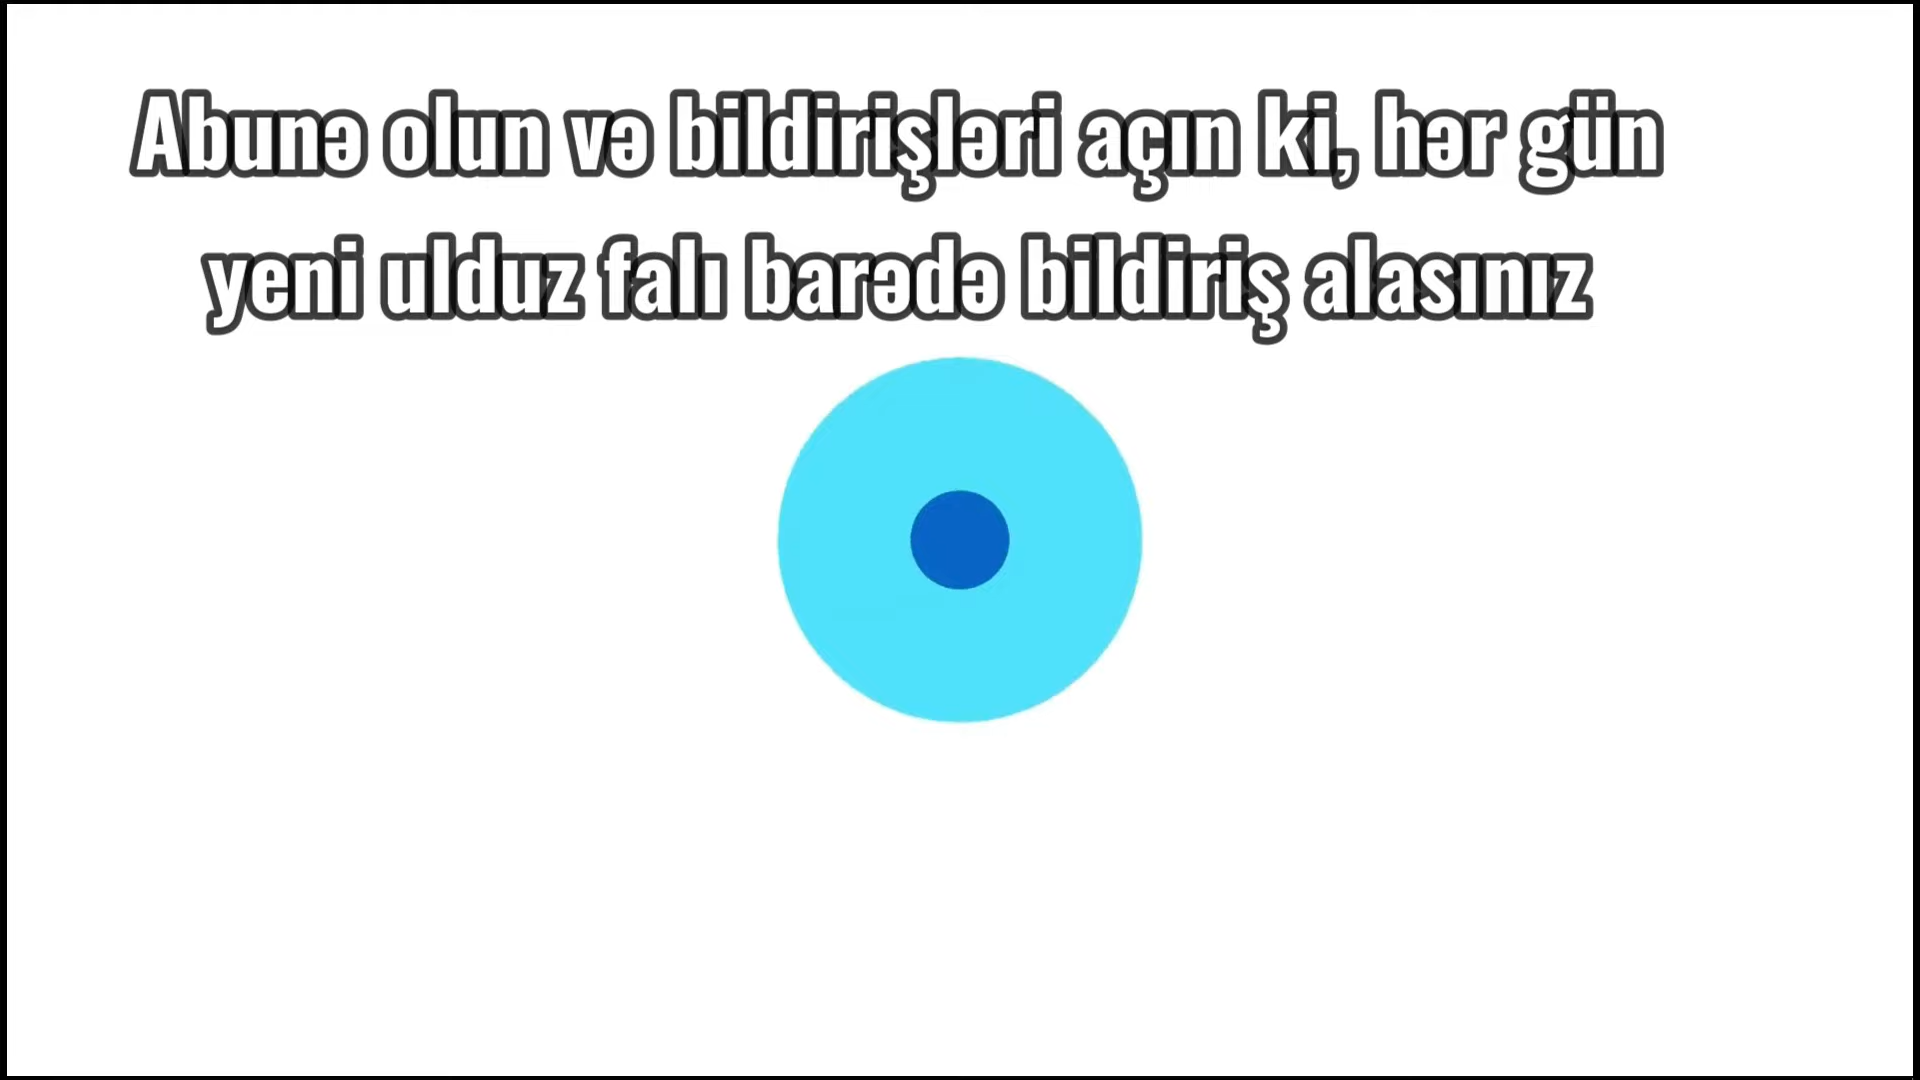 Abunə olun və bildirişləri açın ki, hər gün
yeni ulduz falı barədə bildiriş alasınız